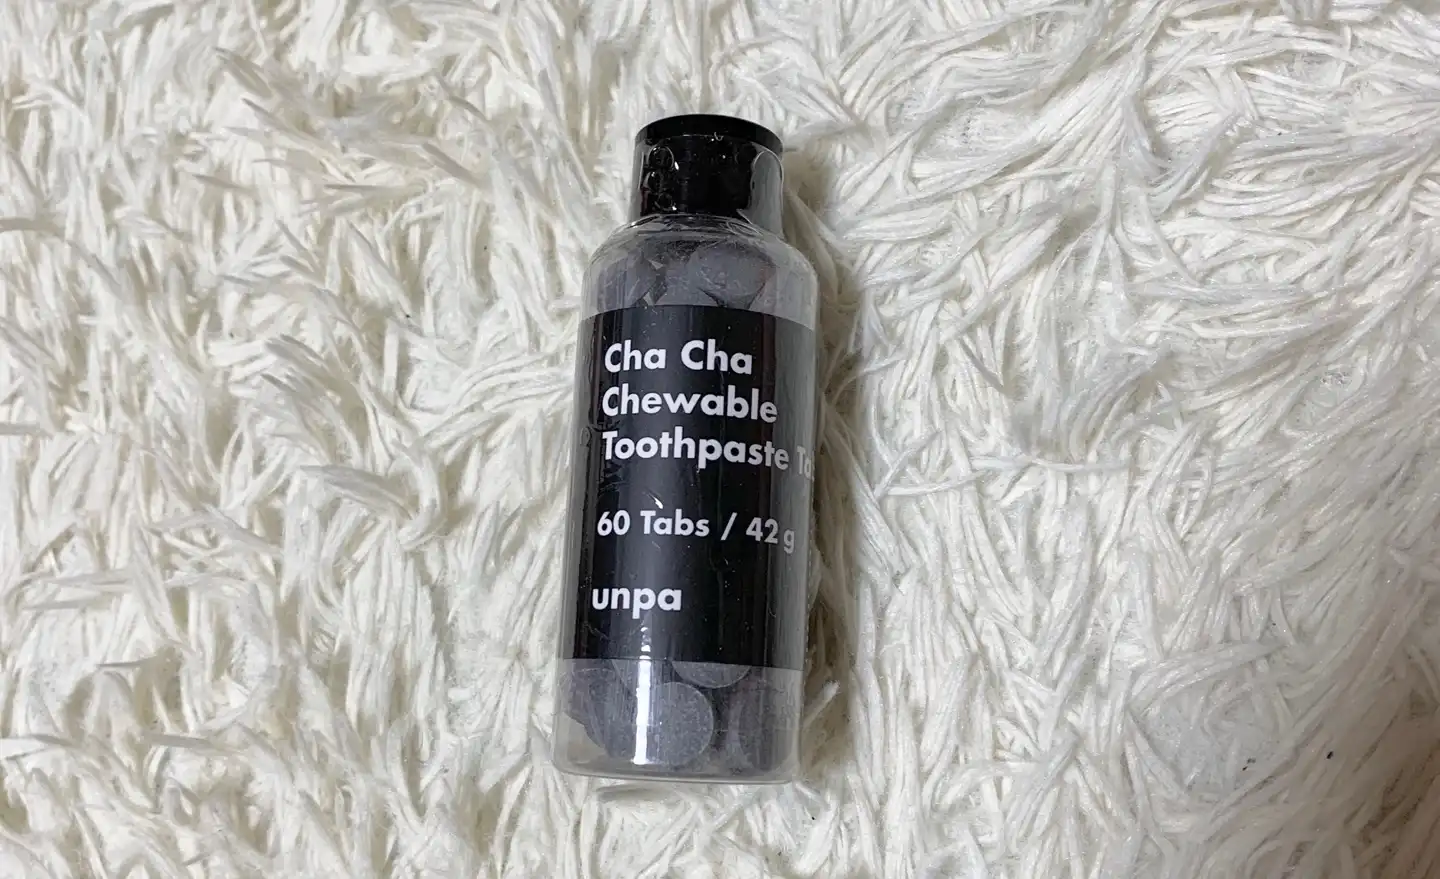 Cha Cha
Chewable
Toothpaste
60 Tabs / 42 g
unpa